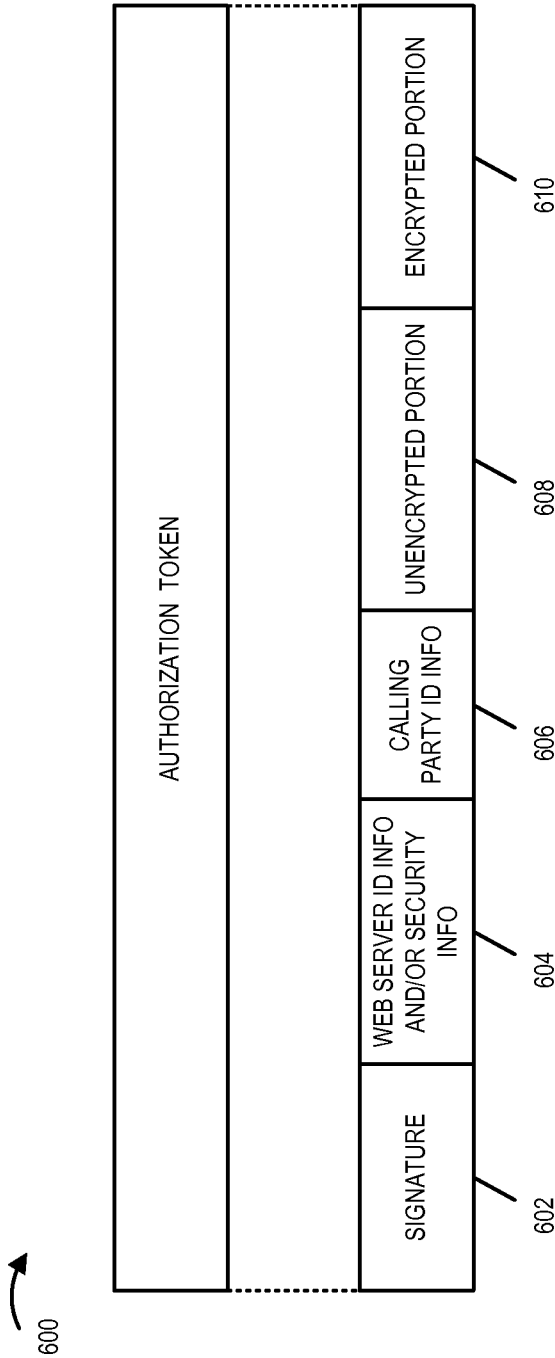 600
AUTHORIZATION TOKEN
SIGNATURE
WEB SERVER ID INFO
AND/OR SECURITY
INFO
CALLING
PARTY ID INFO
UNENCRYPTED PORTION
ENCRYPTED PORTION
602
604
606
608
610